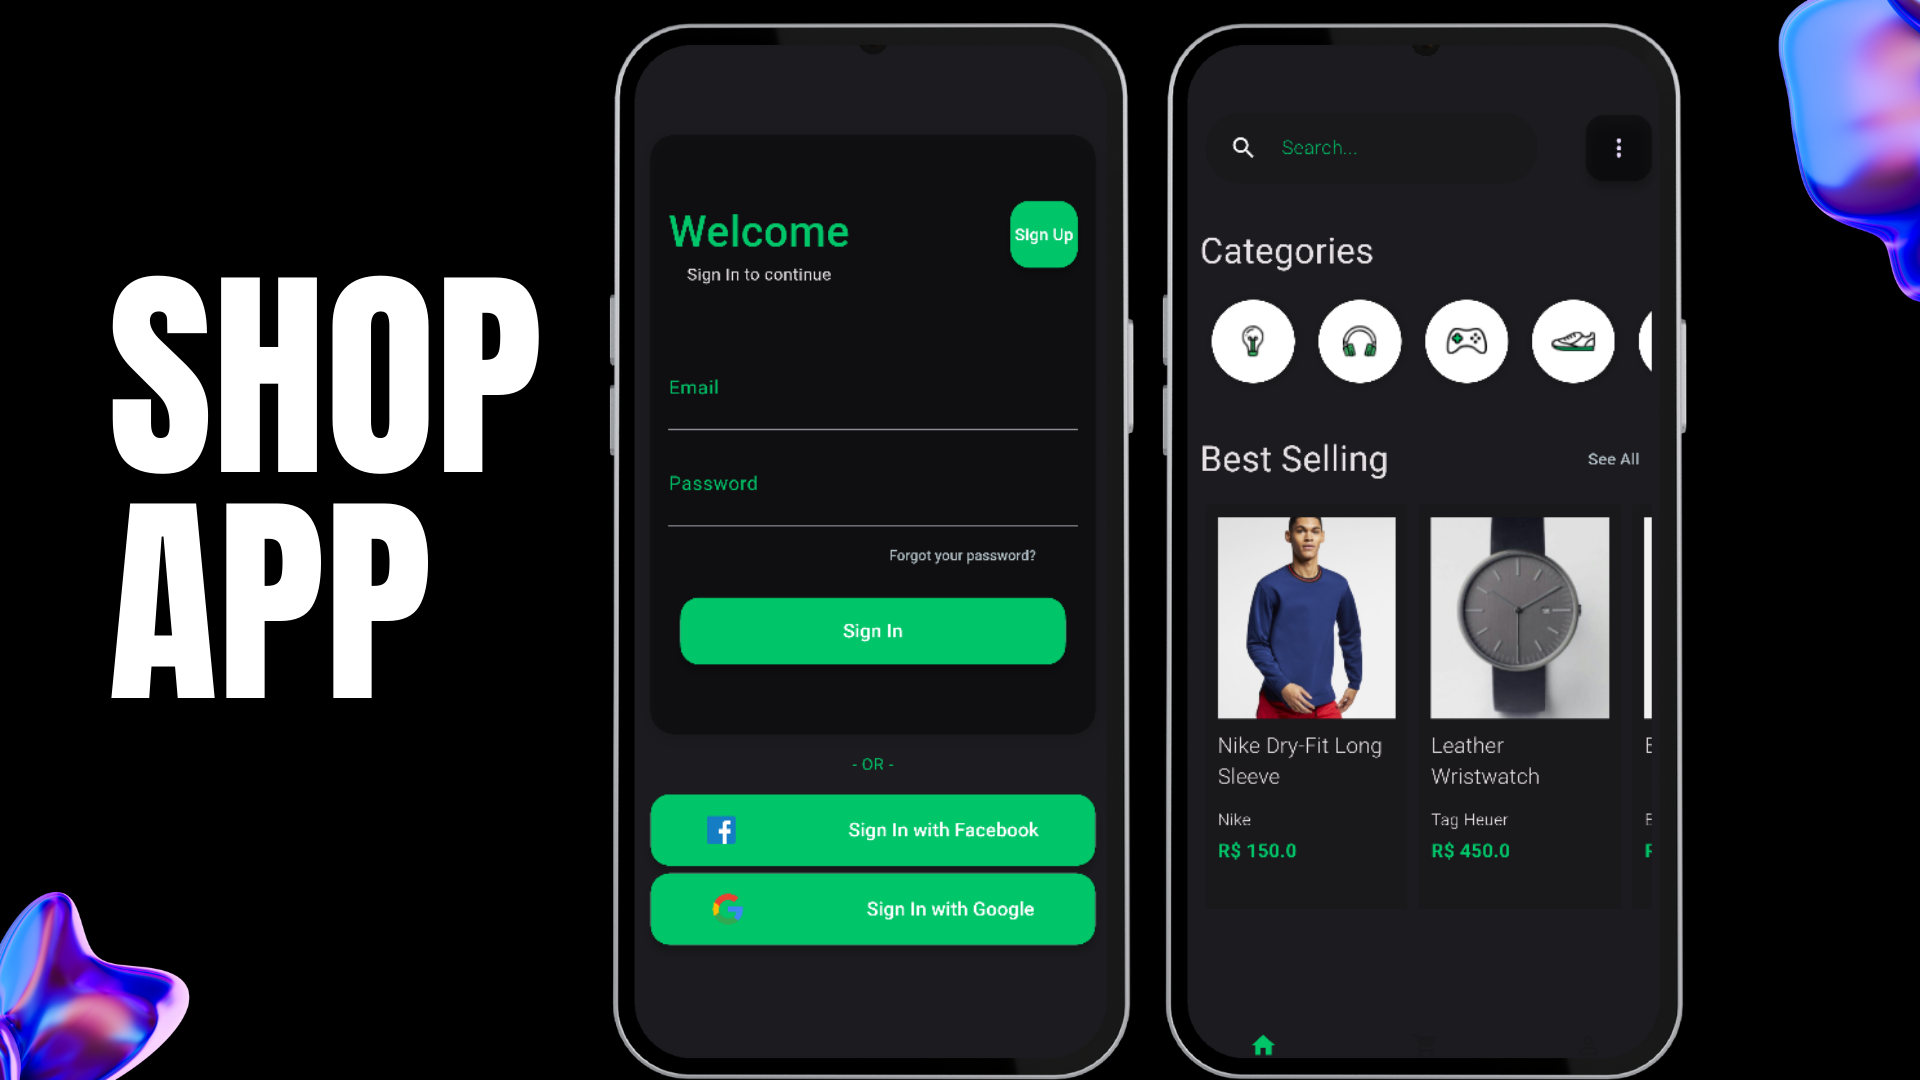 SHOP
APP
Welcome
Sign In to continue
SIgn Up
Email
Password
Forgot your password?
Sign In
- OR -
Sign In with Facebook
Sign In with Google
Search...
Categories
Best Selling
See All
Nike Dry-Fit Long
Sleeve
Nike
R$ 150.0
Leather
Wristwatch
Tag Heuer
R$ 450.0